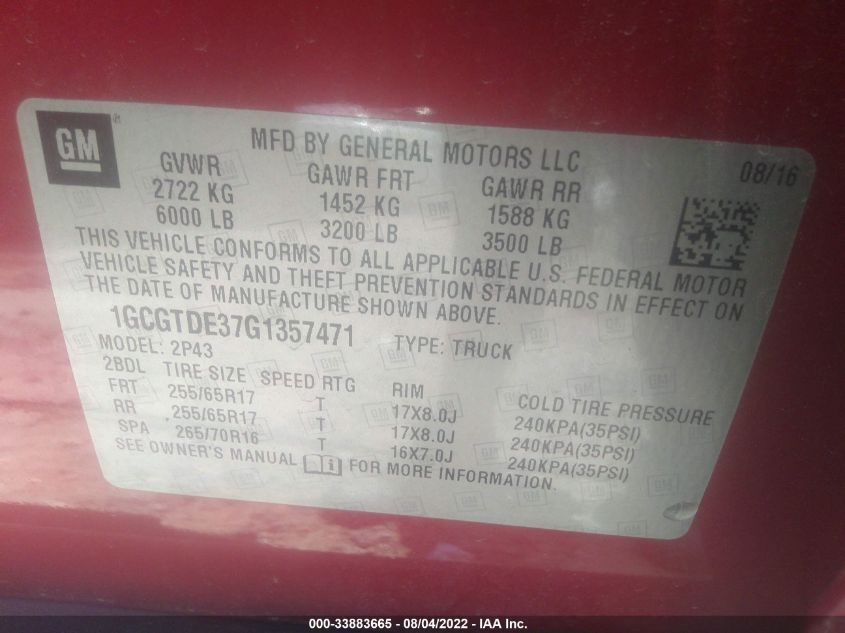 GM
MFD BY GENERAL MOTORS LLC
08/16
GVWR GAWR FRT GAWR RR
2722 KG 1452 KG 1588 KG
6000 LB 3200 LB 3500 LB
THIS VEHICLE CONFORMS TO ALL APPLICABLE U.S. FEDERAL MOTOR
VEHICLE SAFETY AND THEFT PREVENTION STANDARDS IN EFFECT ON
THE DATE OF MANUFACTURE SHOWN ABOVE.
1GCGTDE37G1357471 TYPE: TRUCK
MODEL: 2P43
2BDL TIRE SIZE SPEED RTG RIM COLD TIRE PRESSURE
FRT 255/65R17 T 17X8.0J 240KPA(35PSI)
RR 255/65R17 T 17X8.0J 240KPA(35PSI)
SPA 265/70R16 T 16X7.0J 240KPA(35PSI)
SEE OWNER'S MANUAL FOR MORE INFORMATION.
000-33883665 - 08/04/2022 - IAA Inc.